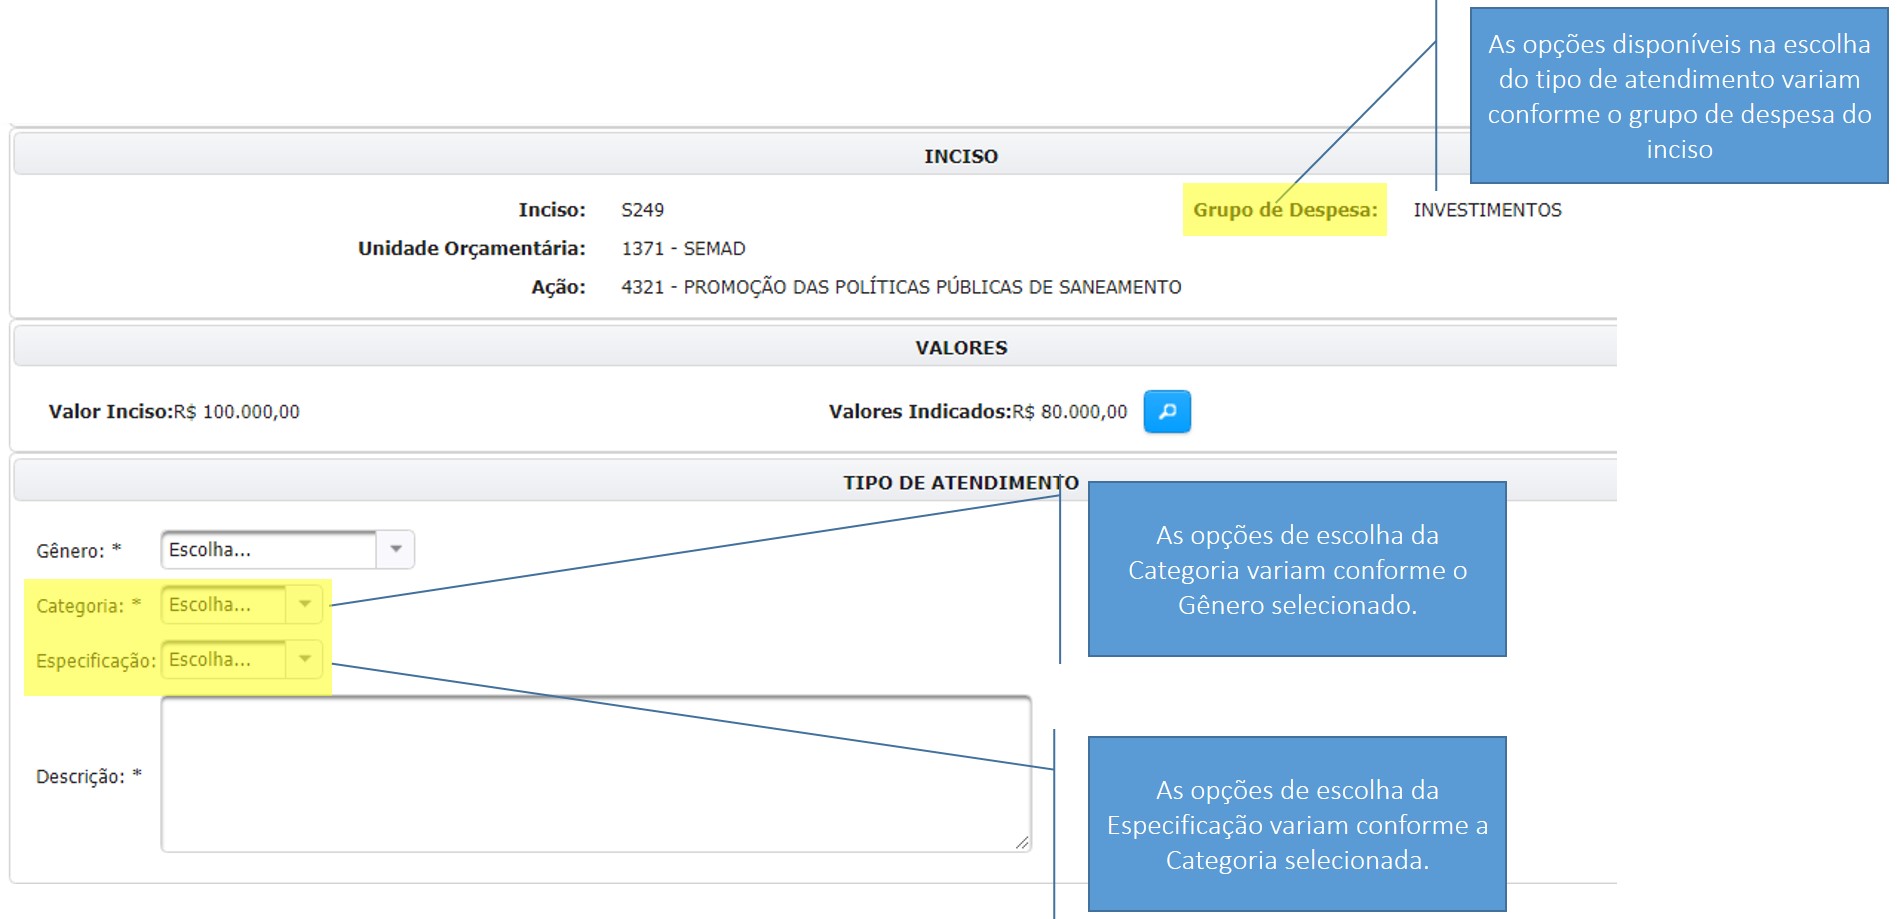 As opções disponíveis na escolha
do tipo de atendimento variam
conforme o grupo de despesa do
inciso
INCISO
Inciso: S249 Grupo de Despesa: INVESTIMENTOS
Unidade Orçamentária: 1371 - SEMAD
Ação: 4321 - PROMOÇÃO DAS POLÍTICAS PÚBLICAS DE SANEAMENTO
VALORES
Valor Inciso:R$ 100.000,00 Valores Indicados:R$ 80.000,00
TIPO DE ATENDIMENTO
Gênero: * Escolha...
Categoria: * Escolha...
Especificação: Escolha...
Descrição: *
As opções de escolha da
Categoria variam conforme o
Gênero selecionado.
As opções de escolha da
Especificação variam conforme a
Categoria selecionada.